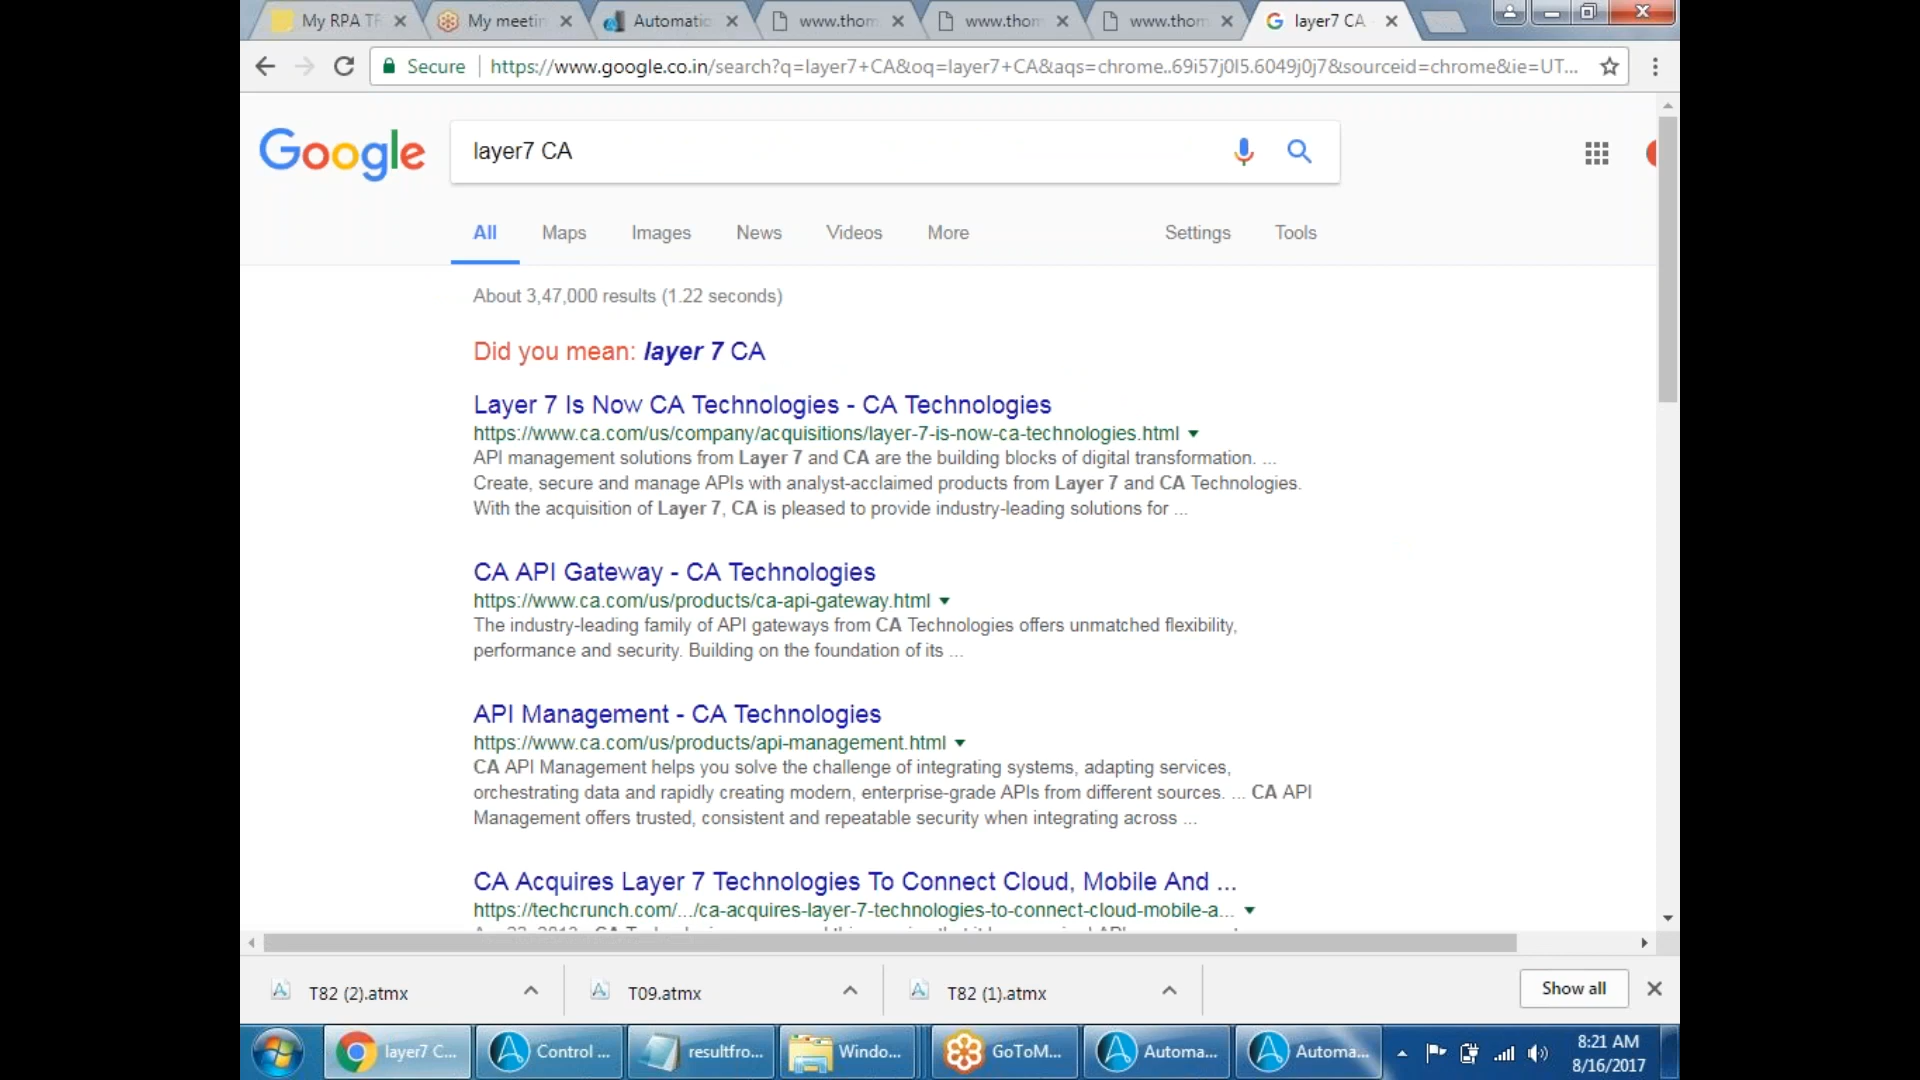 My RPA TR
My meetin
Automatio
www.thom
www.thom
www.thom
layer7 CA
Secure
https://www.google.co.in/search?q=layer7+CA&oq=layer7+CA&aqs=chrome..69i57j0l5.6049j0j7&sourceid=chrome&ie=UT...
Google
layer7 CA
All
Maps
Images
News
Videos
More
Settings
Tools
About 3,47,000 results (1.22 seconds)
Did you mean: layer 7 CA
Layer 7 Is Now CA Technologies - CA Technologies
https://www.ca.com/us/company/acquisitions/layer-7-is-now-ca-technologies.html
API management solutions from Layer 7 and CA are the building blocks of digital transformation. ...
Create, secure and manage APIs with analyst-acclaimed products from Layer 7 and CA Technologies.
With the acquisition of Layer 7, CA is pleased to provide industry-leading solutions for ...
CA API Gateway - CA Technologies
https://www.ca.com/us/products/ca-api-gateway.html
The industry-leading family of API gateways from CA Technologies offers unmatched flexibility,
performance and security. Building on the foundation of its ...
API Management - CA Technologies
https://www.ca.com/us/products/api-management.html
CA API Management helps you solve the challenge of integrating systems, adapting services,
orchestrating data and rapidly creating modern, enterprise-grade APIs from different sources. ... CA API
Management offers trusted, consistent and repeatable security when integrating across ...
CA Acquires Layer 7 Technologies To Connect Cloud, Mobile And ...
https://techcrunch.com/.../ca-acquires-layer-7-technologies-to-connect-cloud-mobile-a...
T82 (2).atmx
T09.atmx
T82 (1).atmx
Show all
layer7 C...
Control ...
resultfro...
Windo...
GoToM...
Automa...
Automa...
8:21 AM
8/16/2017